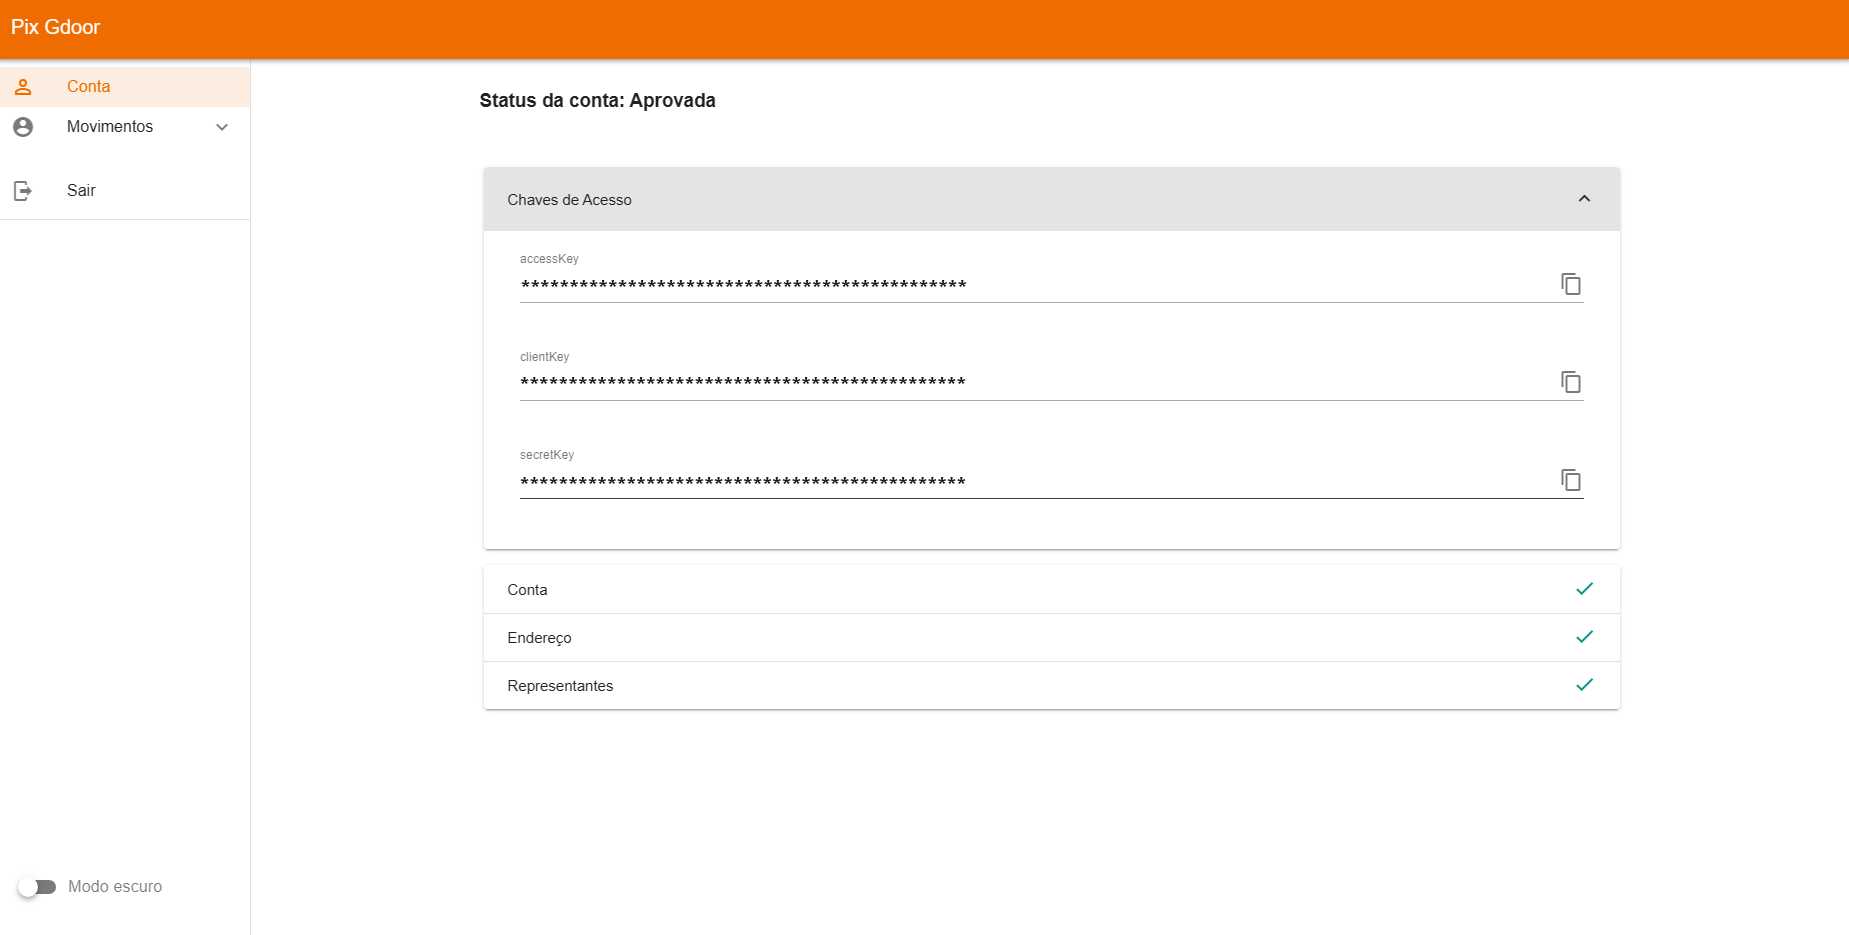 Pix Gdoor
Conta
Movimentos
Sair
Modo escuro
Status da conta: Aprovada
Chaves de Acesso
accessKey
**********************************************
clientKey
**********************************************
secretKey
**********************************************
Conta
Endereço
Representantes